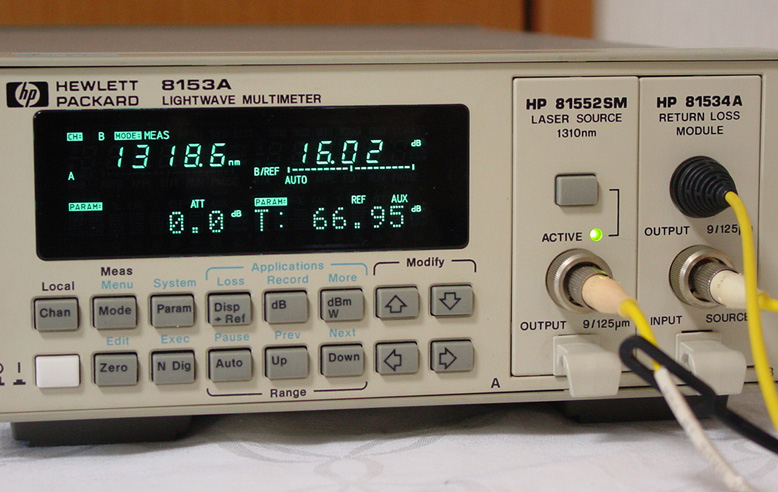 hp HEWLETT PACKARD 8153A LIGHTWAVE MULTIMETER
CH: B MODE: MEAS
A 1318.6 nm B/REF 16.02 dB
AUTO
PARAM: ATT PARAM: REF AUX
0.0 dB T: 66.95 dB
Local Meas Menu System Loss Applications Record More Modify
Chan Mode Param Disp →Ref dB dBm W
Edit Exec Pause Prev Next
O I Zero N Dig Auto Up Down
Range
A
HP 81552SM
LASER SOURCE
1310nm
ACTIVE
OUTPUT 9/125µm
HP 81534A
RETURN LOSS
MODULE
OUTPUT 9/125µ
INPUT SOURC